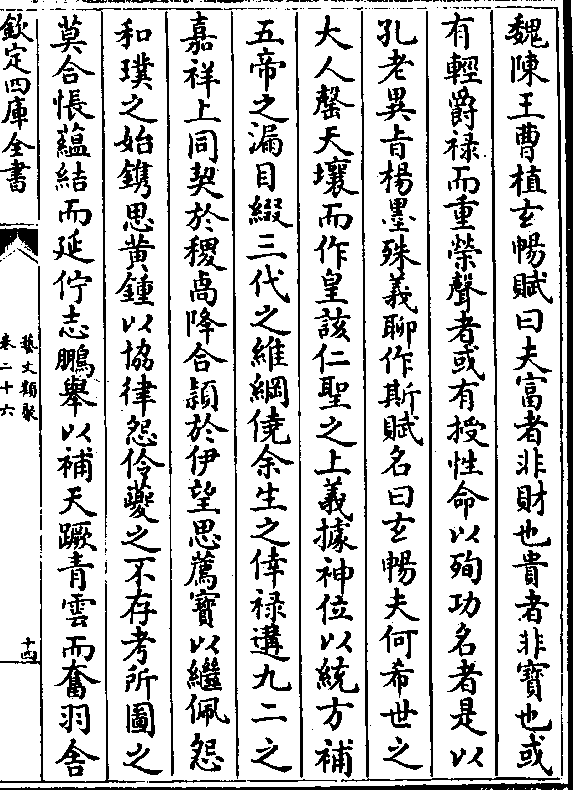 魏陳王曹植玄暢賦曰夫富者非財也貴者非寶也或
有輕爵禄而重榮聲者或有授性命以殉功名者是以
孔老異㫖楊墨殊義聊作斯賦名曰玄暢夫何希世之
大人罄天壤而作皇該仁聖之上義據神位以統方補
五帝之漏目綴三代之維綱僥余生之倖禄遘九二之
嘉祥上同契於稷卨降合頴於伊望思薦寶以繼佩怨
和璞之始鐫思黄鍾以協律怨伶夔之不存考所圖之
莫合悵藴結而延佇志鵬舉以補天蹶青雲而奮羽舍
欽定四庫全書
藝文類聚
卷二十六
十四